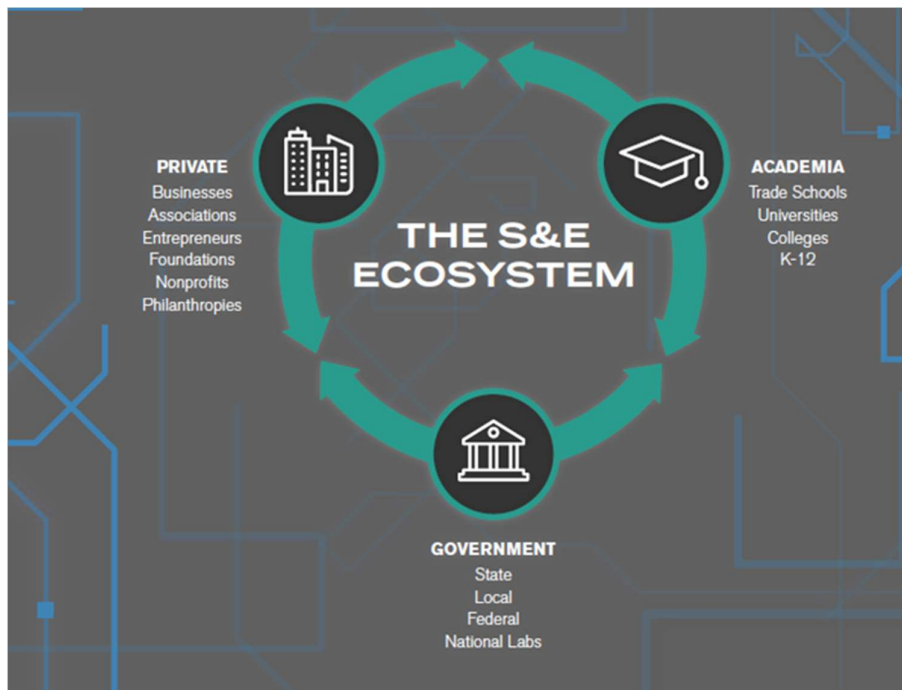 PRIVATE
Businesses
Associations
Entrepreneurs
Foundations
Nonprofits
Philanthropies
THE S&E
ECOSYSTEM
ACADEMIA
Trade Schools
Universities
Colleges
K-12
GOVERNMENT
State
Local
Federal
National Labs